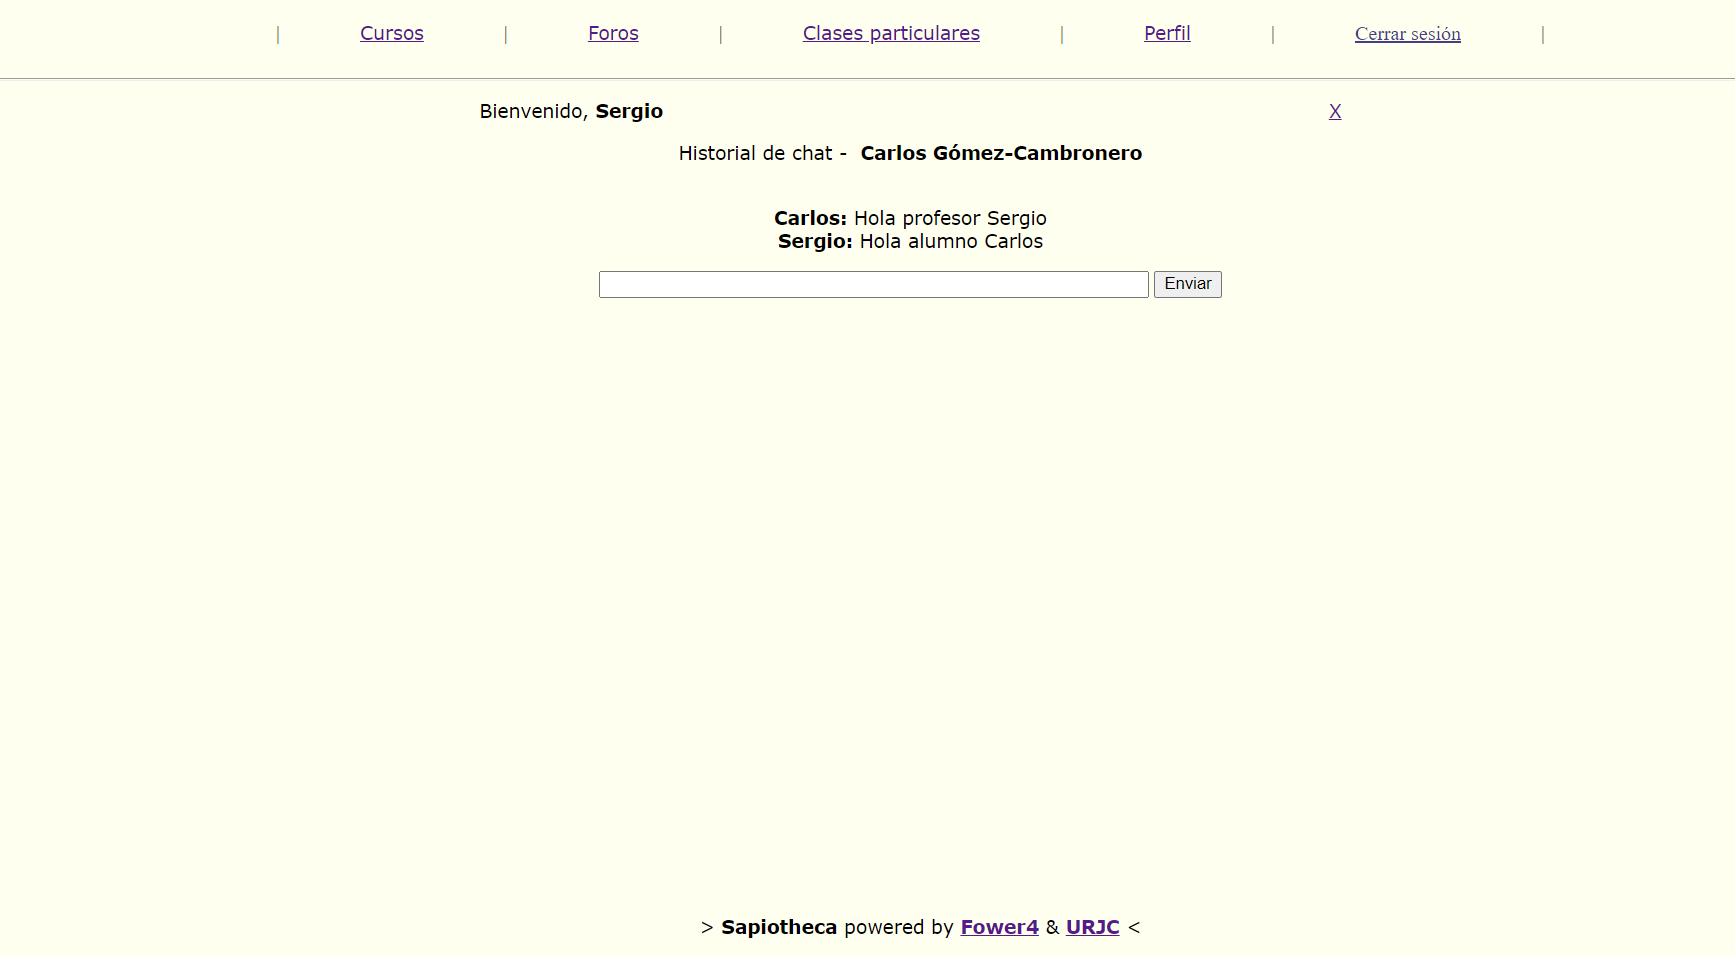 | Cursos | Foros | Clases particulares | Perfil | Cerrar sesión |
Bienvenido, Sergio X
Historial de chat - Carlos Gómez-Cambronero
Carlos: Hola profesor Sergio
Sergio: Hola alumno Carlos
Enviar
> Sapiotheca powered by Fower4 & URJC <